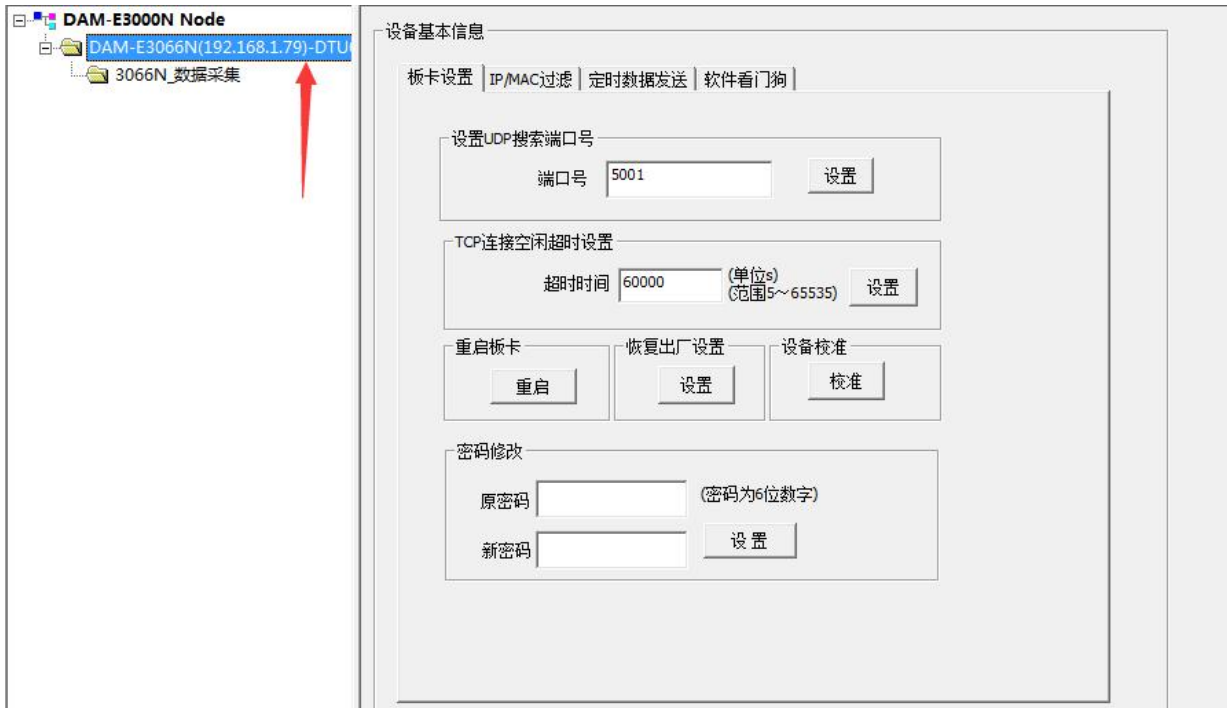 DAM-E3000N Node
DAM-E3066N(192.168.1.79)-DTU
3066N_数据采集
设备基本信息
板卡设置 IP/MAC过滤 定时数据发送 软件看门狗
设置UDP搜索端口号
端口号 5001 设置
TCP连接空闲超时设置
超时时间 60000 (单位s) 设置
(范围5～65535)
重启板卡 恢复出厂设置 设备校准
重启 设置 校准
密码修改
原密码 (密码为6位数字)
新密码 设 置